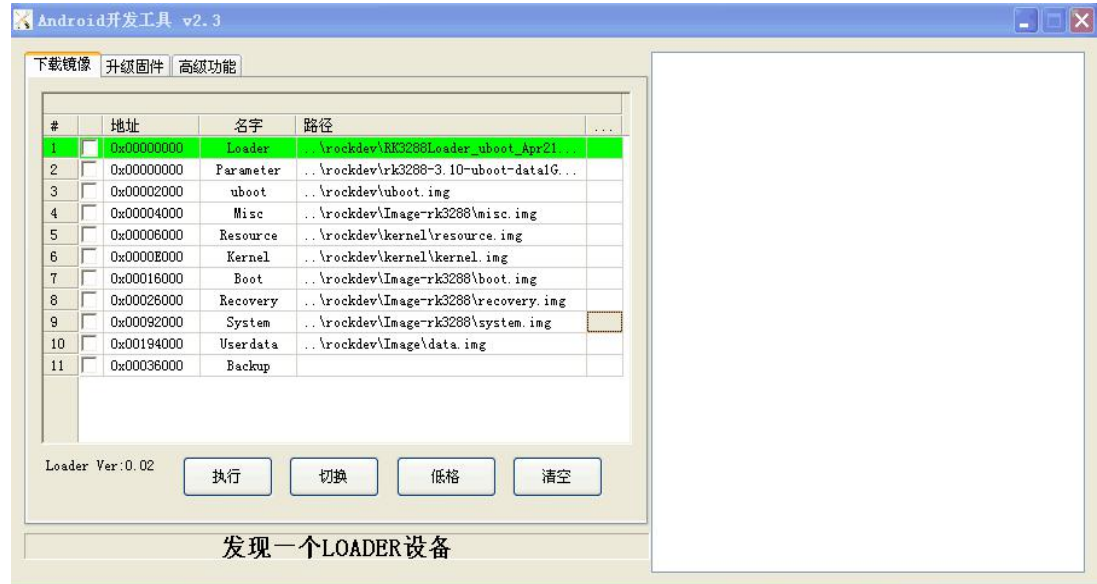 Android开发工具 v2.3
下载镜像 升级固件 高级功能
# 地址 名字 路径 ...
1 0x00000000 Loader ..\rockdev\RK3288Loader_uboot_Apr21...
2 0x00000000 Parameter ..\rockdev\rk3288-3.10-uboot-data1G...
3 0x00002000 uboot ..\rockdev\uboot.img
4 0x00004000 Misc ..\rockdev\Image-rk3288\misc.img
5 0x00006000 Resource ..\rockdev\kernel\resource.img
6 0x0000E000 Kernel ..\rockdev\kernel\kernel.img
7 0x00016000 Boot ..\rockdev\Image-rk3288\boot.img
8 0x00026000 Recovery ..\rockdev\Image-rk3288\recovery.img
9 0x00092000 System ..\rockdev\Image-rk3288\system.img
10 0x00194000 Userdata ..\rockdev\Image\data.img
11 0x00036000 Backup
Loader Ver:0.02 执行 切换 低格 清空
发现一个LOADER设备